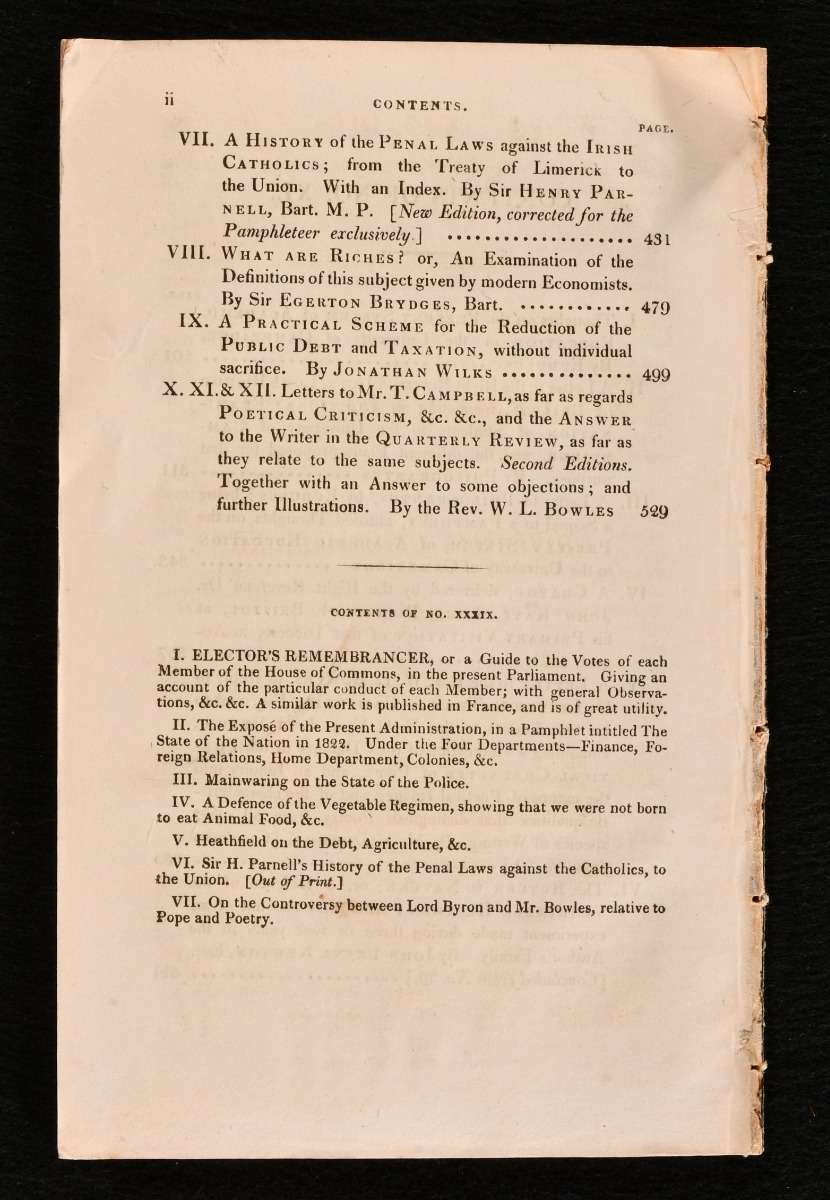 ii
CONTENTS.
PAGE.
VII. A HISTORY of the PENAL LAWS against the IRISH
CATHOLICS; from the Treaty of Limerick to
the Union. With an Index. By Sir HENRY PAR-
NELL, Bart. M. P. [New Edition, corrected for the
Pamphleteer exclusively.] .................... 431
VIII. WHAT ARE RICHES? or, An Examination of the
Definitions of this subject given by modern Economists.
By Sir EGERTON BRYDGES, Bart. ............ 479
IX. A PRACTICAL SCHEME for the Reduction of the
PUBLIC DEBT and TAXATION, without individual
sacrifice. By JONATHAN WILKS .............. 499
X. XI. & XII. Letters to Mr. T. CAMPBELL, as far as regards
POETICAL CRITICISM, &c. &c., and the ANSWER
to the Writer in the QUARTERLY REVIEW, as far as
they relate to the same subjects. Second Editions.
Together with an Answer to some objections; and
further Illustrations. By the Rev. W. L. BOWLES 529
CONTENTS OF NO. XXXIX.
I. ELECTOR'S REMEMBRANCER, or a Guide to the Votes of each
Member of the House of Commons, in the present Parliament. Giving an
account of the particular conduct of each Member; with general Observa-
tions, &c. &c. A similar work is published in France, and is of great utility.
II. The Exposé of the Present Administration, in a Pamphlet intitled The
State of the Nation in 1822. Under the Four Departments—Finance, Fo-
reign Relations, Home Department, Colonies, &c.
III. Mainwaring on the State of the Police.
IV. A Defence of the Vegetable Regimen, showing that we were not born
to eat Animal Food, &c.
V. Heathfield on the Debt, Agriculture, &c.
VI. Sir H. Parnell's History of the Penal Laws against the Catholics, to
the Union. [Out of Print.]
VII. On the Controversy between Lord Byron and Mr. Bowles, relative to
Pope and Poetry.